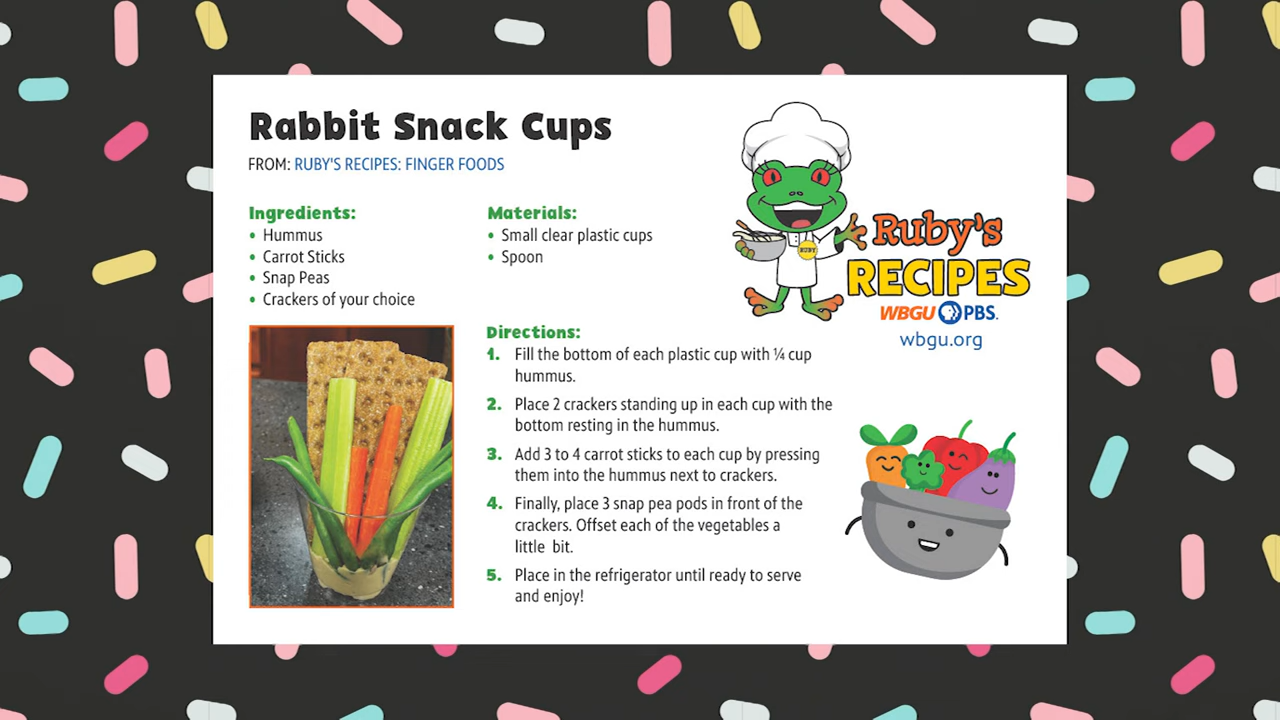 Rabbit Snack Cups
FROM: RUBY'S RECIPES: FINGER FOODS
Ingredients:
• Hummus
• Carrot Sticks
• Snap Peas
• Crackers of your choice
Materials:
• Small clear plastic cups
• Spoon
RUBY
Ruby's
RECIPES
WBGU PBS.
wbgu.org
Directions:
1. Fill the bottom of each plastic cup with ¼ cup
hummus.
2. Place 2 crackers standing up in each cup with the
bottom resting in the hummus.
3. Add 3 to 4 carrot sticks to each cup by pressing
them into the hummus next to crackers.
4. Finally, place 3 snap pea pods in front of the
crackers. Offset each of the vegetables a
little bit.
5. Place in the refrigerator until ready to serve
and enjoy!